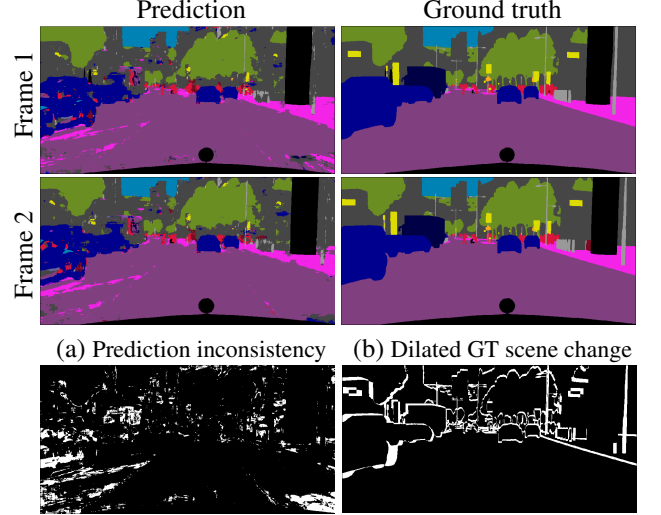 Prediction
Ground truth
Frame 1
Frame 2
(a) Prediction inconsistency
(b) Dilated GT scene change